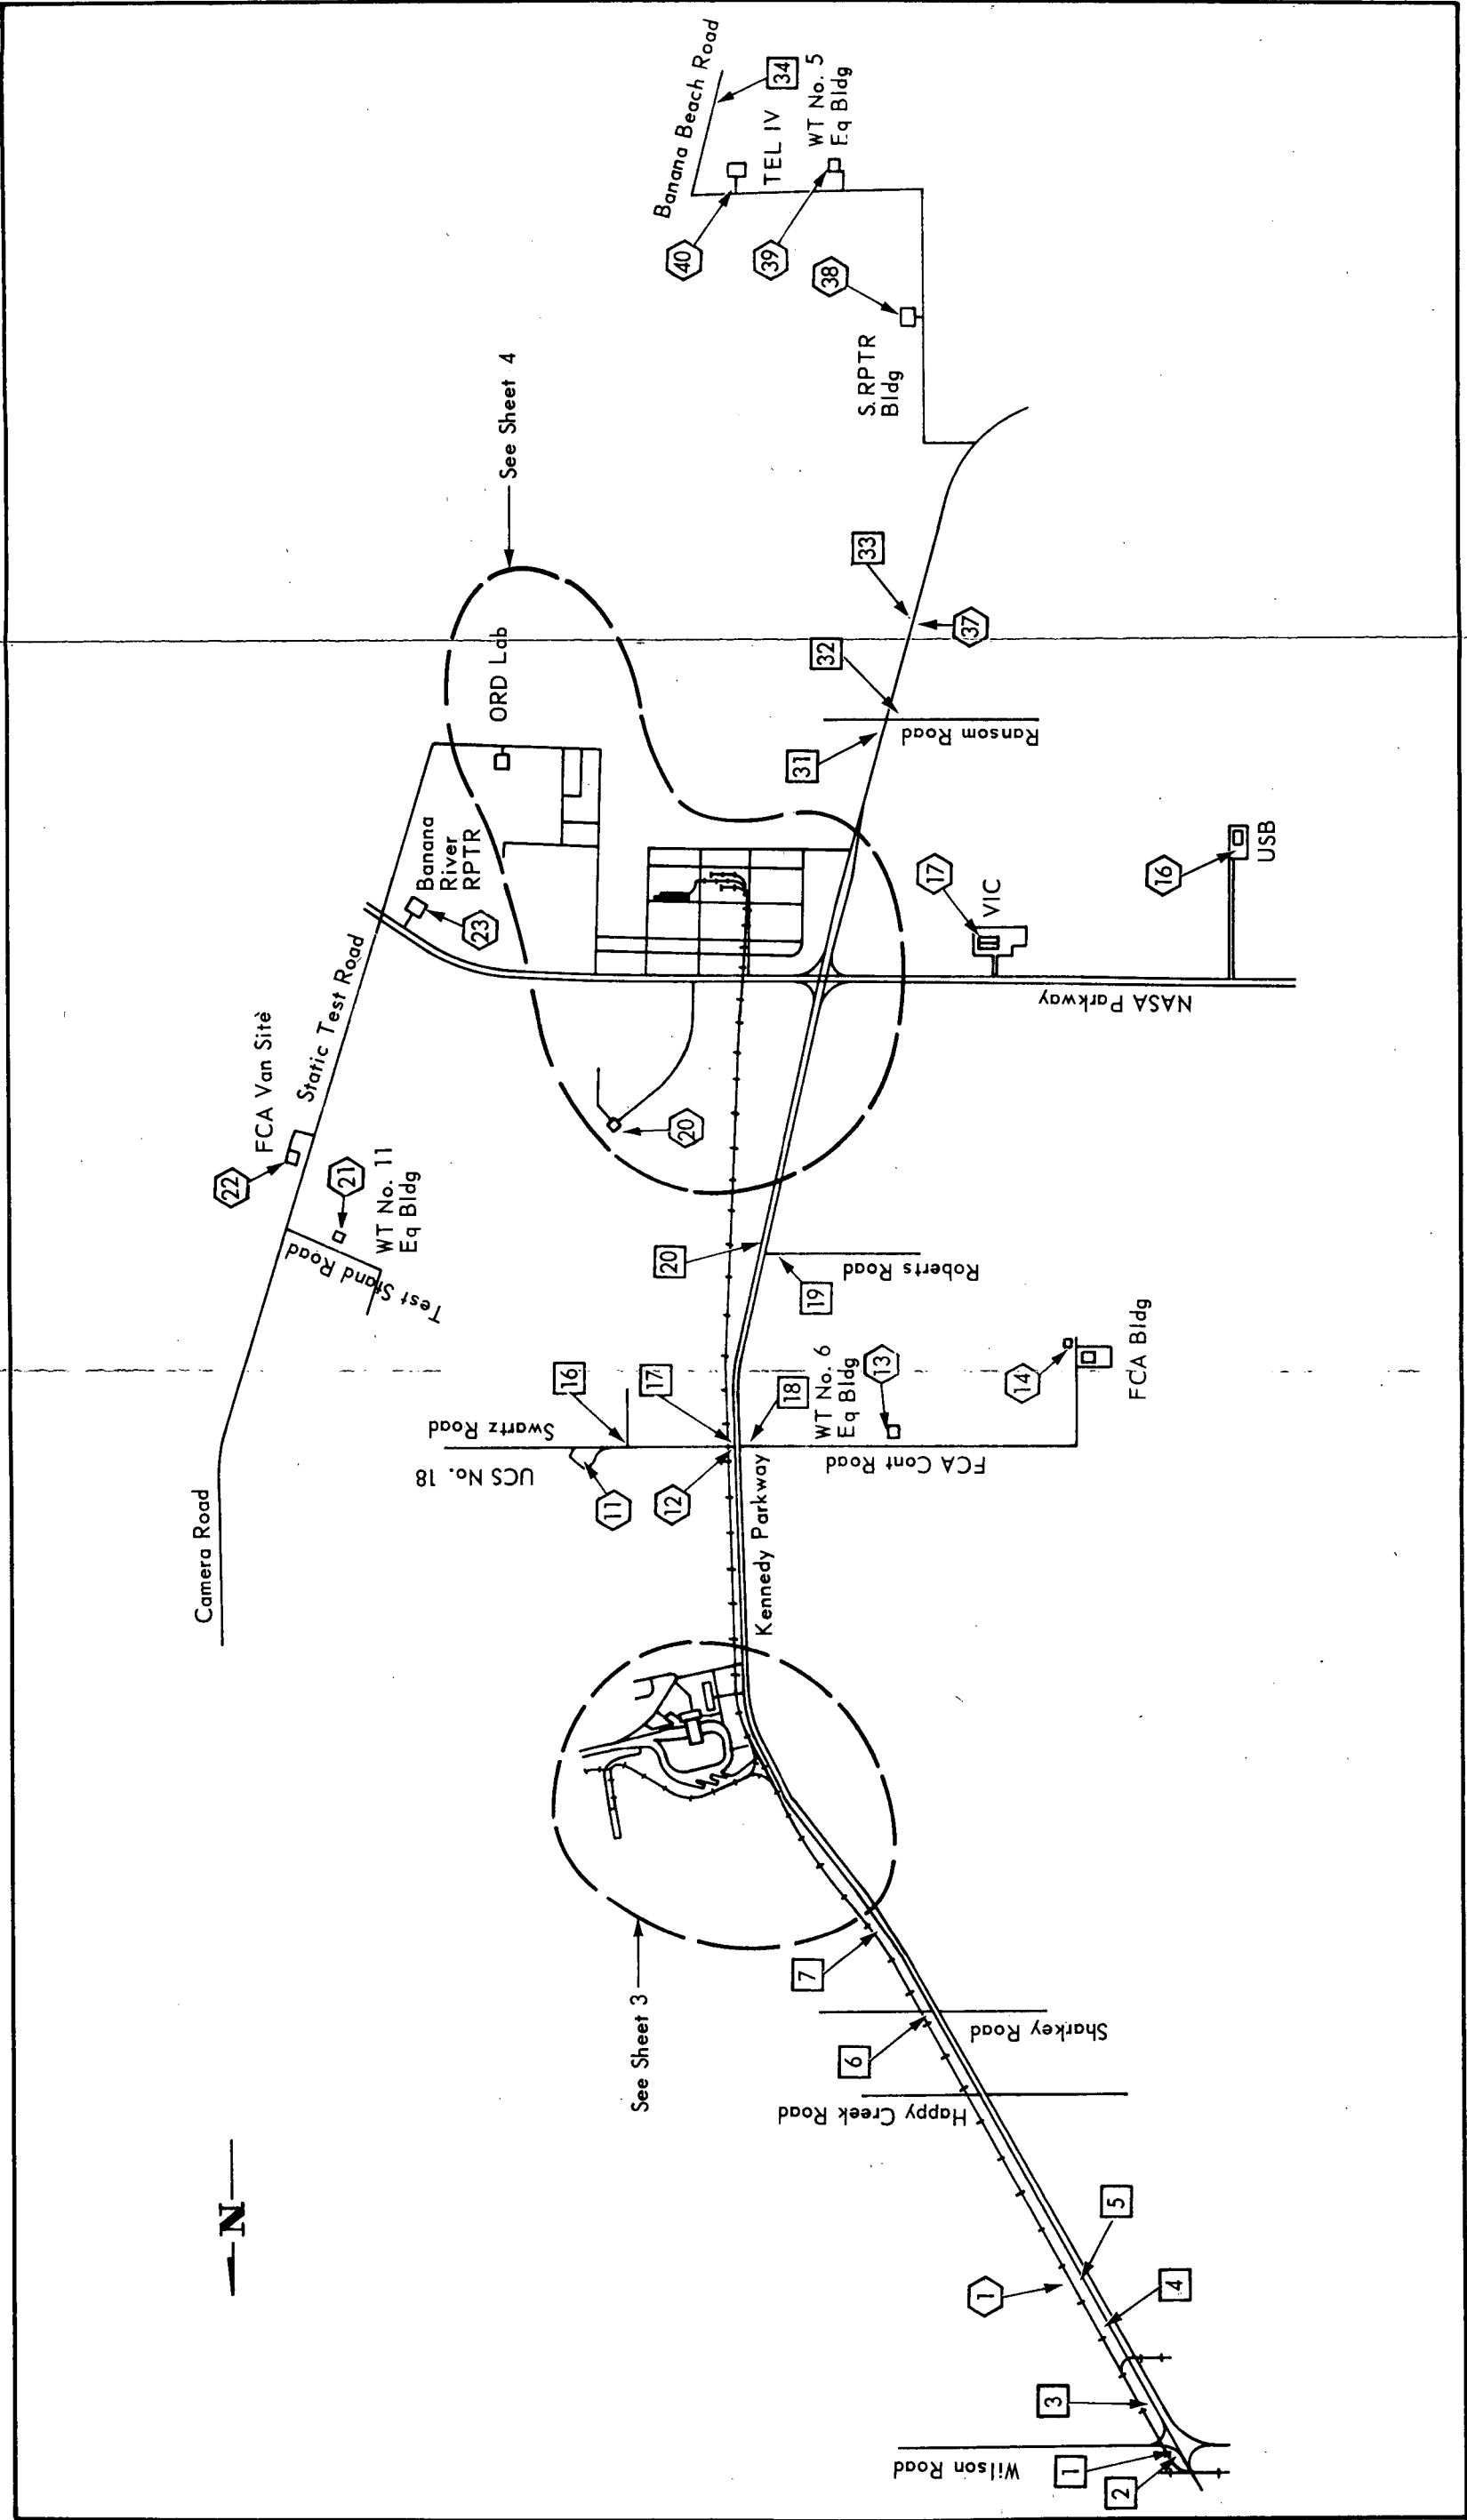 Banana Beach Road
34
TEL IV
WT No. 5
Eq Bldg
40
39
38
S.RPTR
Bldg
See Sheet 4
33
37
32
31
Ransom Road
ORD Lab
Banana
River
RPTR
23
17
VIC
16
USB
NASA Parkway
Static Test Road
FCA Van Site
22
21
WT No. 11
Eq Bldg
Test Stand Road
20
20
19
Roberts Road
Camera Road
Swartz Road
16
17
18
UCS No. 18
11
12
WT No. 6
Eq Bldg
13
14
FCA Bldg
FCA Cont Road
Kennedy Parkway
See Sheet 3
7
6
Sharkey Road
Happy Creek Road
N
1
5
4
3
Wilson Road
1
2